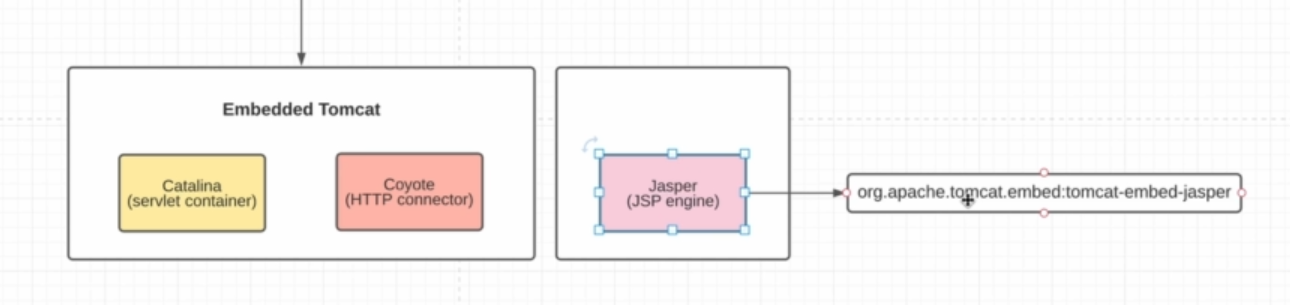 Embedded Tomcat
Catalina
(servlet container)
Coyote
(HTTP connector)
Jasper
(JSP engine)
org.apache.tomcat.embed:tomcat-embed-jasper